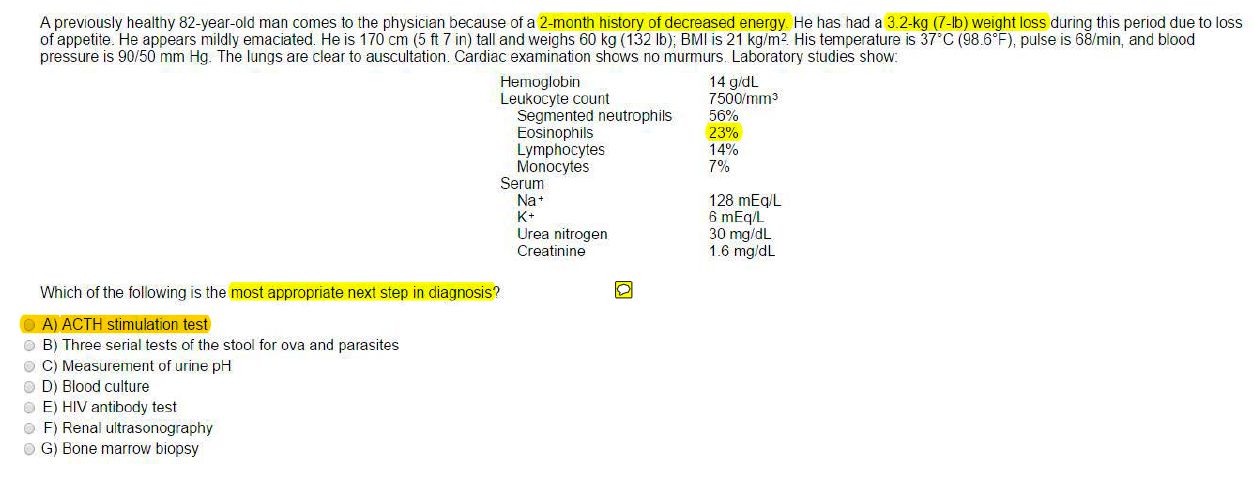 A previously healthy 82-year-old man comes to the physician because of a 2-month history of decreased energy. He has had a 3.2-kg (7-lb) weight loss during this period due to loss
of appetite. He appears mildly emaciated. He is 170 cm (5 ft 7 in) tall and weighs 60 kg (132 lb); BMI is 21 kg/m². His temperature is 37°C (98.6°F), pulse is 68/min, and blood
pressure is 90/50 mm Hg. The lungs are clear to auscultation. Cardiac examination shows no murmurs. Laboratory studies show:
Hemoglobin 14 g/dL
Leukocyte count 7500/mm³
Segmented neutrophils 56%
Eosinophils 23%
Lymphocytes 14%
Monocytes 7%
Serum
Na⁺ 128 mEq/L
K⁺ 6 mEq/L
Urea nitrogen 30 mg/dL
Creatinine 1.6 mg/dL
Which of the following is the most appropriate next step in diagnosis?
A) ACTH stimulation test
B) Three serial tests of the stool for ova and parasites
C) Measurement of urine pH
D) Blood culture
E) HIV antibody test
F) Renal ultrasonography
G) Bone marrow biopsy